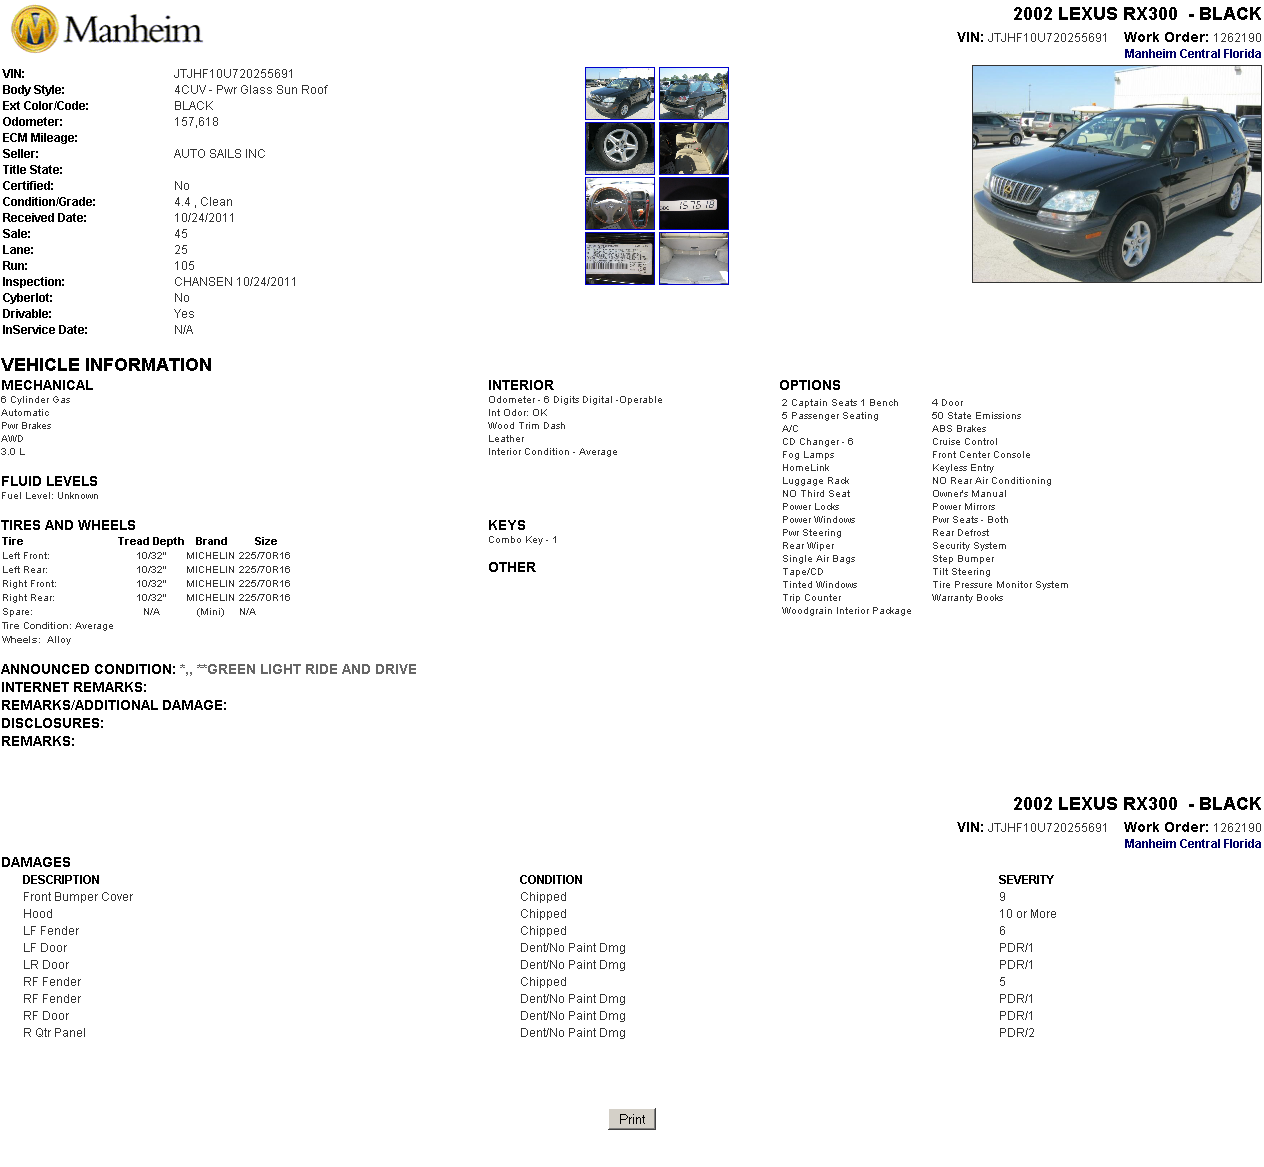 Manheim
2002 LEXUS RX300 - BLACK
VIN: JTJHF10U720255691 Work Order: 1262190
Manheim Central Florida
VIN: JTJHF10U720255691
Body Style: 4CUV - Pwr Glass Sun Roof
Ext Color/Code: BLACK
Odometer: 157,618
ECM Mileage:
Seller: AUTO SAILS INC
Title State:
Certified: No
Condition/Grade: 4.4 , Clean
Received Date: 10/24/2011
Sale: 45
Lane: 25
Run: 105
Inspection: CHANSEN 10/24/2011
Cyberlot: No
Drivable: Yes
InService Date: N/A
157618
VEHICLE INFORMATION
MECHANICAL
6 Cylinder Gas
Automatic
Pwr Brakes
AWD
3.0 L
INTERIOR
Odometer - 6 Digits Digital -Operable
Int Odor: OK
Wood Trim Dash
Leather
Interior Condition - Average
OPTIONS
2 Captain Seats 1 Bench 4 Door
5 Passenger Seating 50 State Emissions
A/C ABS Brakes
CD Changer - 6 Cruise Control
Fog Lamps Front Center Console
HomeLink Keyless Entry
Luggage Rack NO Rear Air Conditioning
NO Third Seat Owner's Manual
Power Locks Power Mirrors
Power Windows Pwr Seats - Both
Pwr Steering Rear Defrost
Rear Wiper Security System
Single Air Bags Step Bumper
Tape/CD Tilt Steering
Tinted Windows Tire Pressure Monitor System
Trip Counter Warranty Books
Woodgrain Interior Package
FLUID LEVELS
Fuel Level: Unknown
TIRES AND WHEELS
Tire Tread Depth Brand Size
Left Front: 10/32" MICHELIN 225/70R16
Left Rear: 10/32" MICHELIN 225/70R16
Right Front: 10/32" MICHELIN 225/70R16
Right Rear: 10/32" MICHELIN 225/70R16
Spare: N/A (Mini) N/A
Tire Condition: Average
Wheels: Alloy
KEYS
Combo Key - 1
OTHER
ANNOUNCED CONDITION: *,, **GREEN LIGHT RIDE AND DRIVE
INTERNET REMARKS:
REMARKS/ADDITIONAL DAMAGE:
DISCLOSURES:
REMARKS:
2002 LEXUS RX300 - BLACK
VIN: JTJHF10U720255691 Work Order: 1262190
Manheim Central Florida
DAMAGES
DESCRIPTION CONDITION SEVERITY
Front Bumper Cover Chipped 9
Hood Chipped 10 or More
LF Fender Chipped 6
LF Door Dent/No Paint Dmg PDR/1
LR Door Dent/No Paint Dmg PDR/1
RF Fender Chipped 5
RF Fender Dent/No Paint Dmg PDR/1
RF Door Dent/No Paint Dmg PDR/1
R Qtr Panel Dent/No Paint Dmg PDR/2
Print